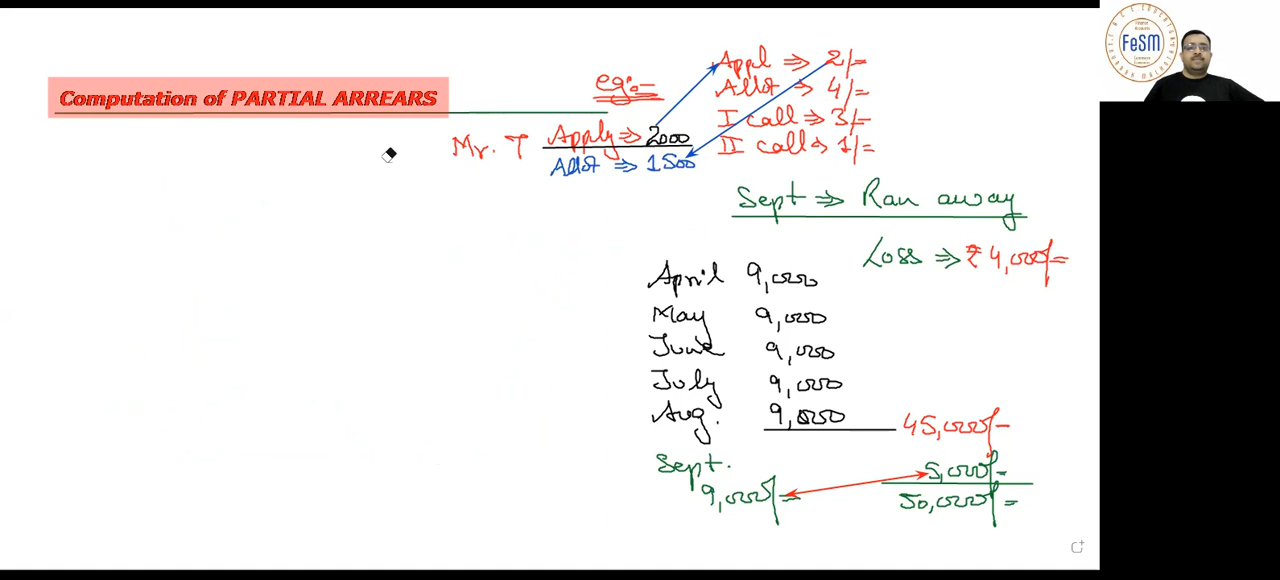 Computation of PARTIAL ARREARS
eg:-
Appl ⇒ 2/=
Allot ⇒ 4/=
I call ⇒ 3/-
II call ⇒ 1/=
Mr. T Apply ⇒ 2000
Allot ⇒ 1500
Sept ⇒ Ran away
Loss ⇒ ₹ 4,000/=
April 9,000
May 9,000
June 9,000
July 9,000
Aug. 9,000
45,000/-
Sept.
9,000/=
5,000/=
50,000/=
FeSM